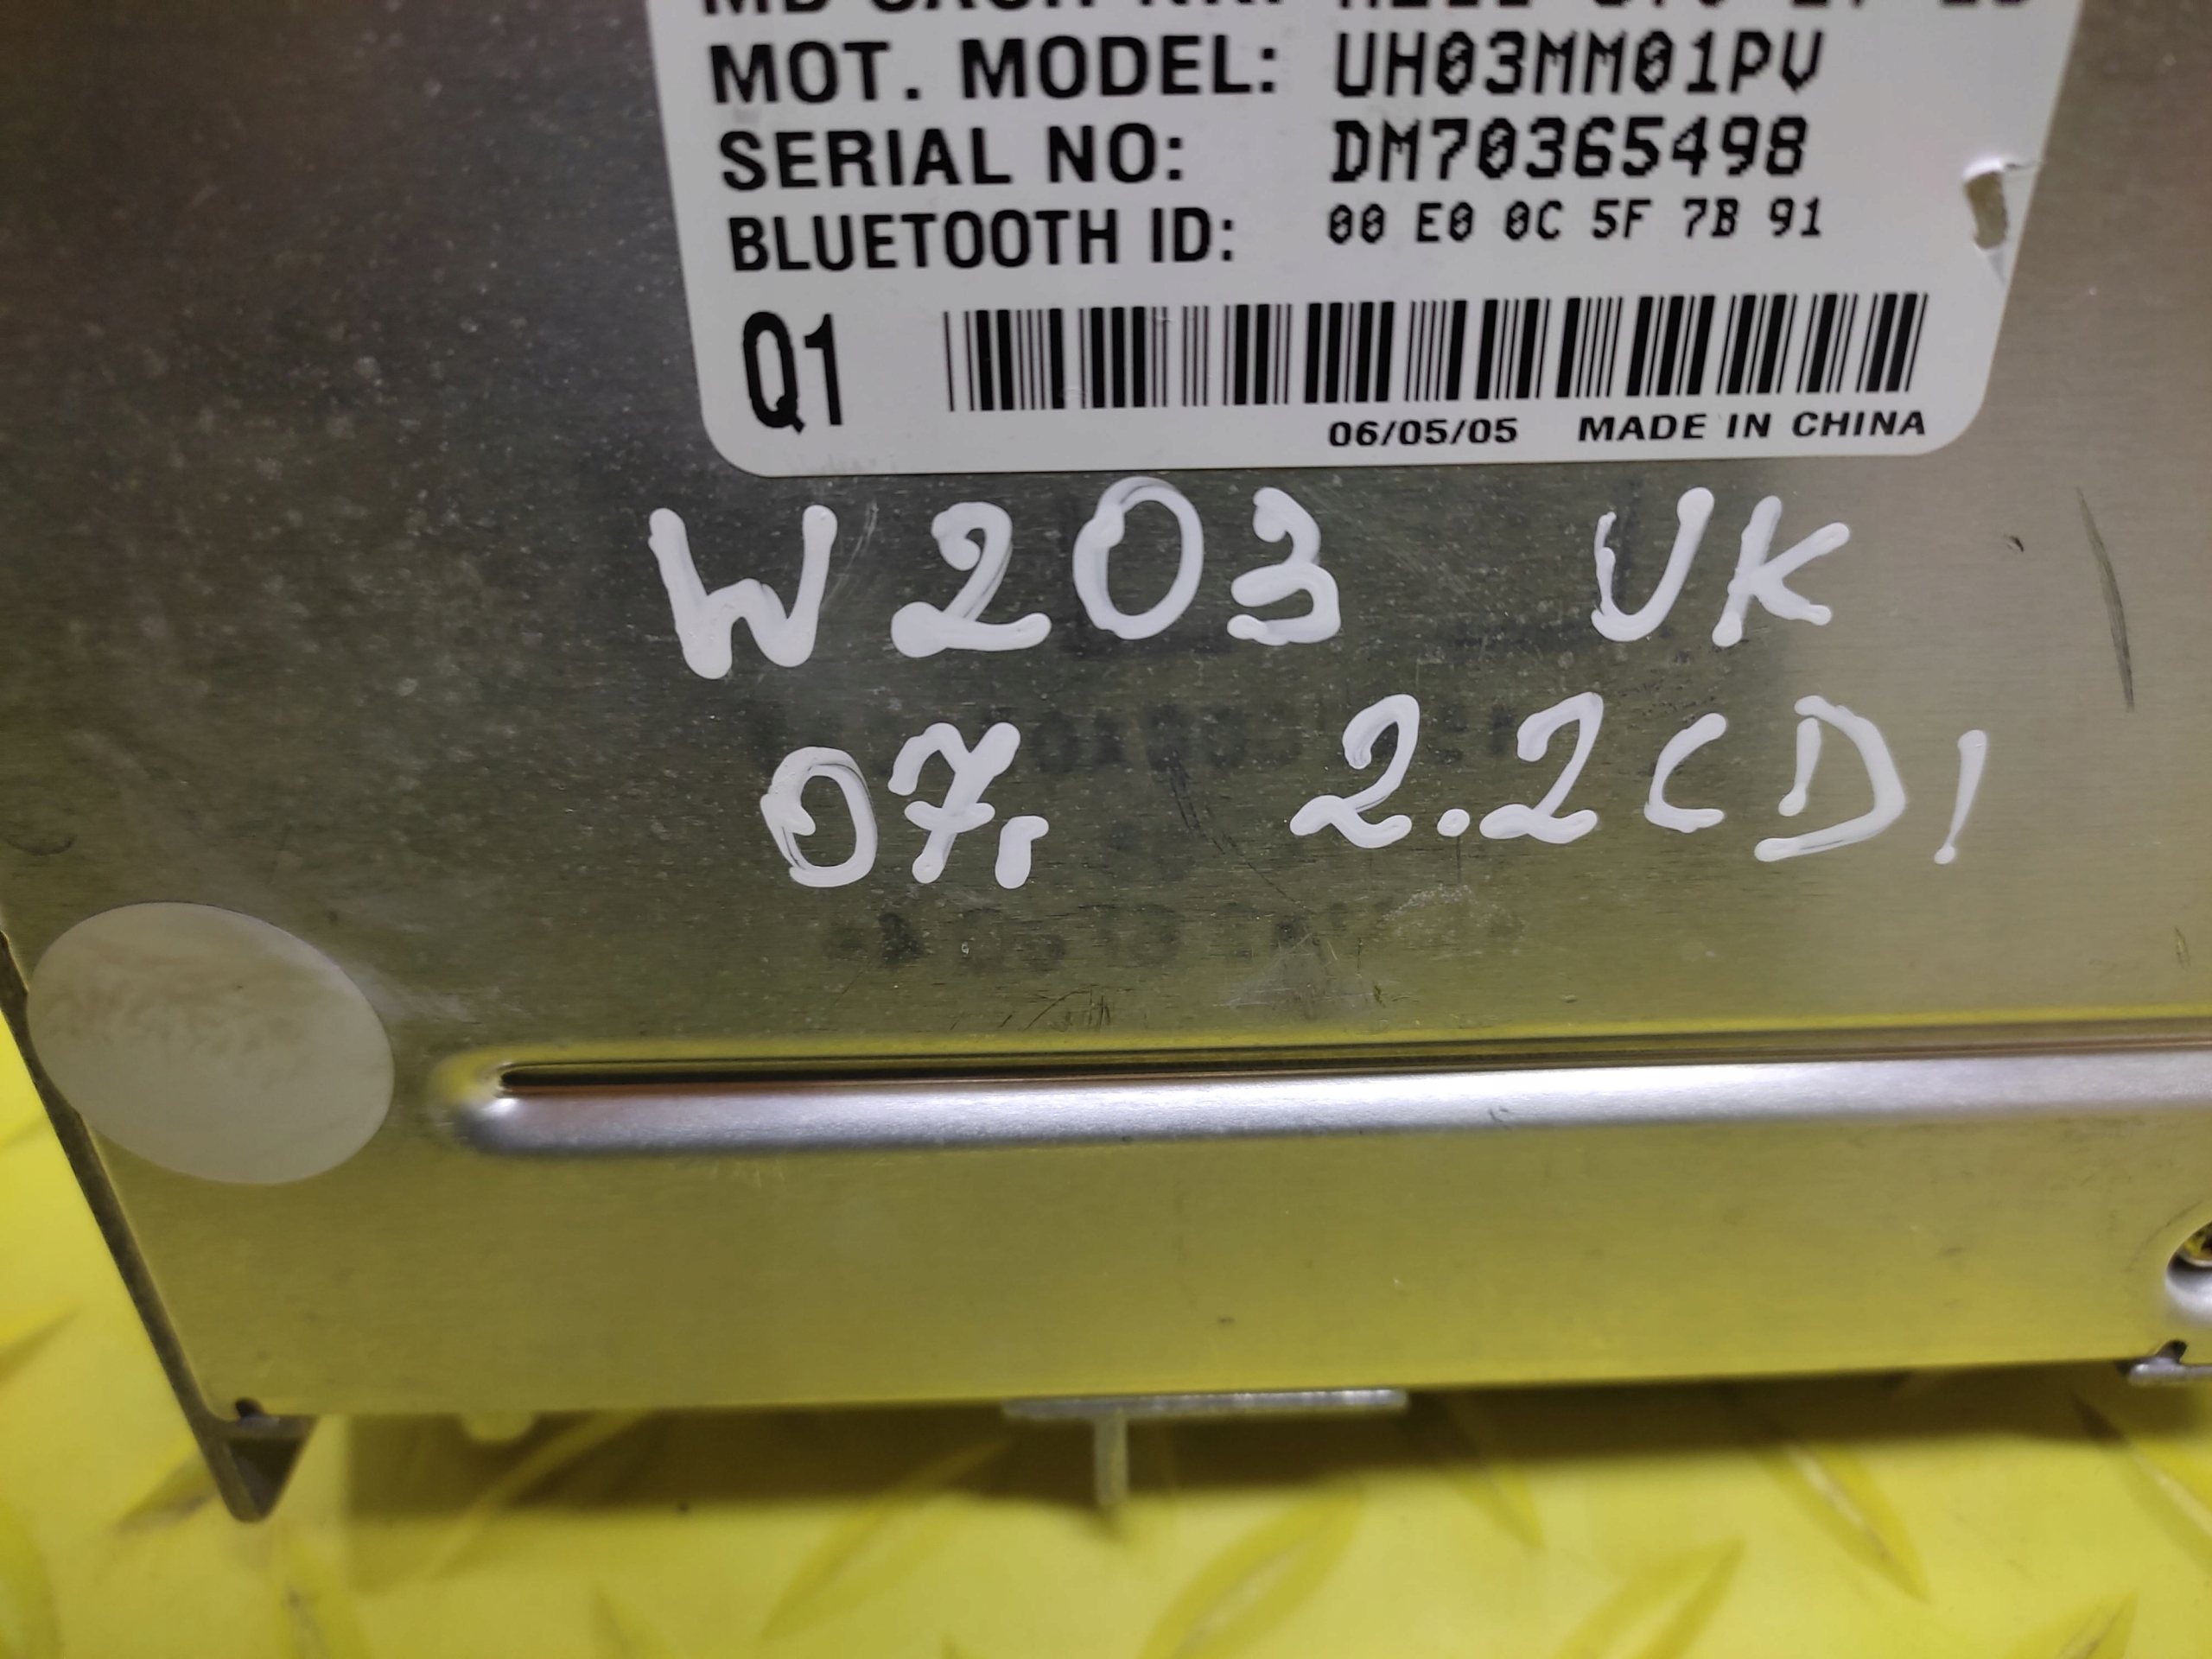 MOT. MODEL: UH03MM01PV
SERIAL NO: DM70365498
BLUETOOTH ID: 00 E0 0C 5F 7B 91
Q1
06/05/05 MADE IN CHINA
W203 UK
07г 2.2CDI